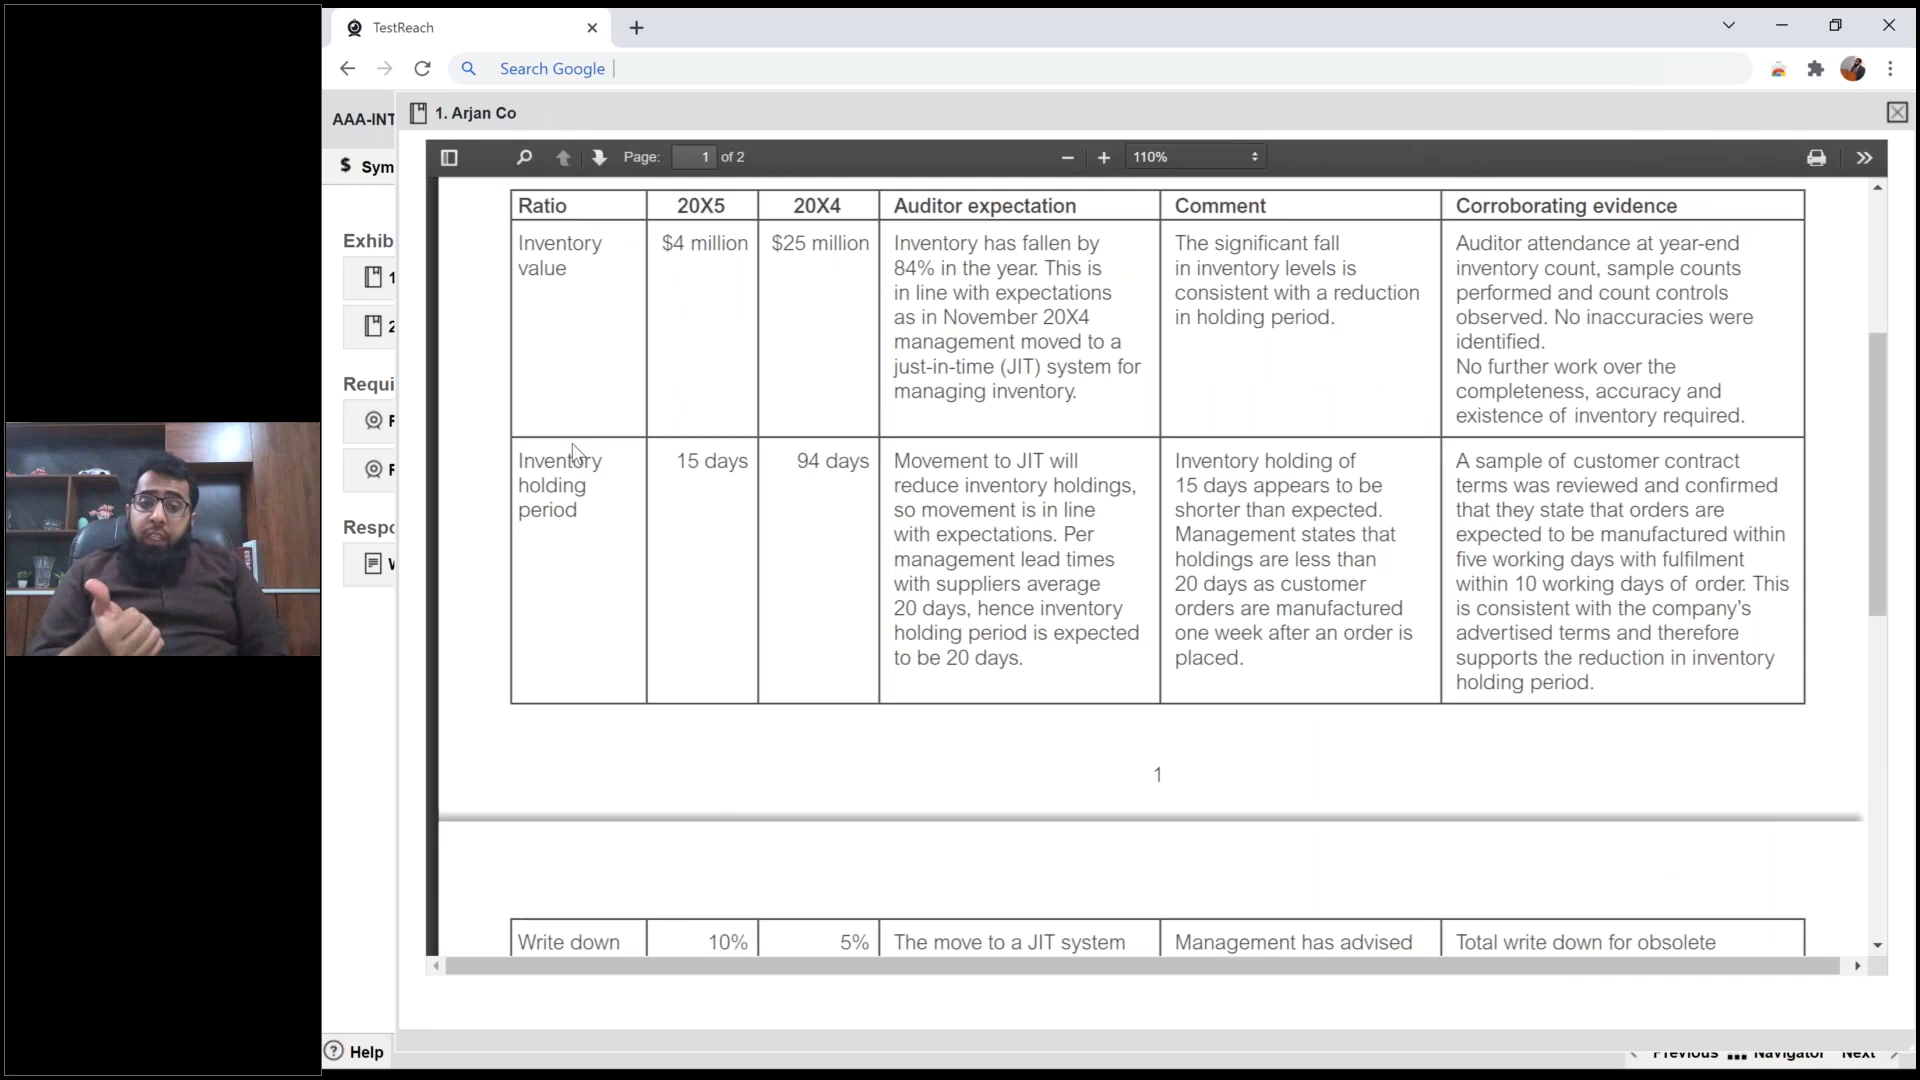 TestReach
Search Google
AAA-INT
1. Arjan Co
$ Sym
Page: 1 of 2
110%
Exhib
1
2
Requi
F
F
Respo
W
Ratio 20X5 20X4 Auditor expectation Comment Corroborating evidence
Inventory
value
$4 million
$25 million
Inventory has fallen by
84% in the year. This is
in line with expectations
as in November 20X4
management moved to a
just-in-time (JIT) system for
managing inventory.
The significant fall
in inventory levels is
consistent with a reduction
in holding period.
Auditor attendance at year-end
inventory count, sample counts
performed and count controls
observed. No inaccuracies were
identified.
No further work over the
completeness, accuracy and
existence of inventory required.
Inventory
holding
period
15 days
94 days
Movement to JIT will
reduce inventory holdings,
so movement is in line
with expectations. Per
management lead times
with suppliers average
20 days, hence inventory
holding period is expected
to be 20 days.
Inventory holding of
15 days appears to be
shorter than expected.
Management states that
holdings are less than
20 days as customer
orders are manufactured
one week after an order is
placed.
A sample of customer contract
terms was reviewed and confirmed
that they state that orders are
expected to be manufactured within
five working days with fulfilment
within 10 working days of order. This
is consistent with the company's
advertised terms and therefore
supports the reduction in inventory
holding period.
1
Write down
10%
5%
The move to a JIT system
Management has advised
Total write down for obsolete
Help
Previous
Navigator
Next